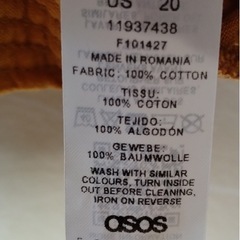 US 20
11937438
F101427
MADE IN ROMANIA
FABRIC: 100% COTTON
TISSU:
100% COTON
TEJIDO:
100% ALGODÓN
GEWEBE:
100% BAUMWOLLE
WASH WITH SIMILAR
COLOURS, TURN INSIDE
OUT BEFORE CLEANING,
IRON ON REVERSE
asos